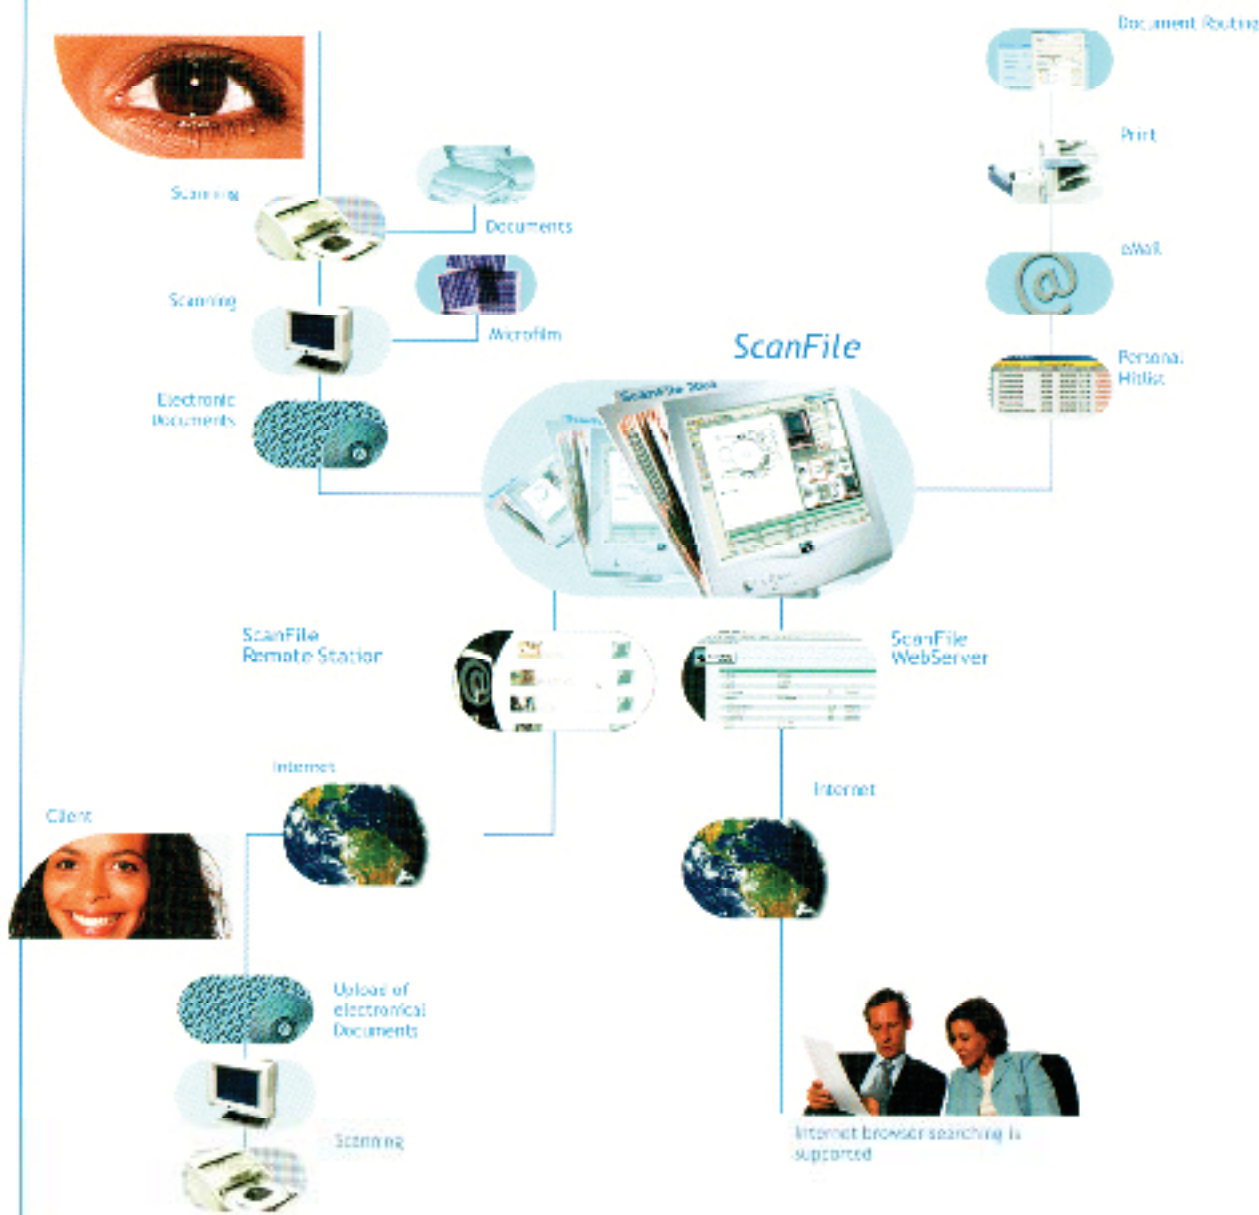 Document Routing
Print
eMail
Personal
Hitlist
Scanning
Documents
Scanning
Microfilm
Electronic
Documents
ScanFile
ScanFile
Remote Station
ScanFile
WebServer
Internet
Internet
Client
Upload of
electronical
Documents
Scanning
Internet browser searching is
supported